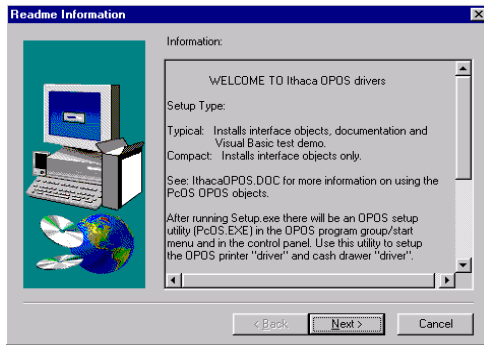 Readme Information
Information:
WELCOME TO Ithaca OPOS drivers
Setup Type:
Typical: Installs interface objects, documentation and
Visual Basic test demo.
Compact: Installs interface objects only.
See: IthacaOPOS.DOC for more information on using the
PcOS OPOS objects.
After running Setup.exe there will be an OPOS setup
utility (PcOS.EXE) in the OPOS program group/start
menu and in the control panel. Use this utility to setup
the OPOS printer "driver" and cash drawer "driver".
< Back
Next >
Cancel